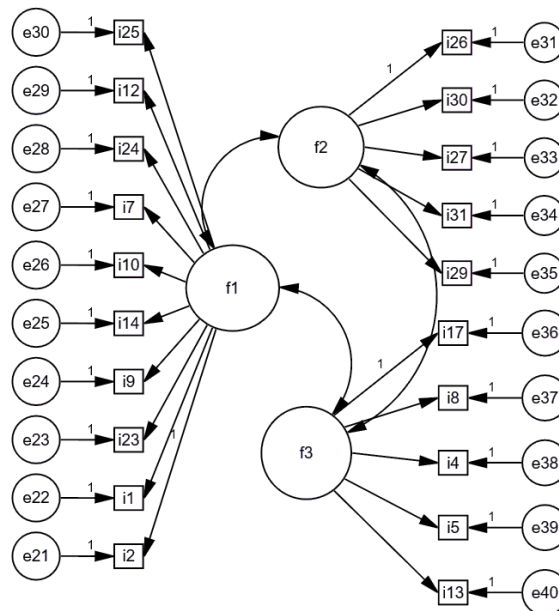 e30 1 i25
e29 1 i12
e28 1 i24
e27 1 i7
e26 1 i10
e25 1 i14
e24 1 i9
e23 1 i23
e22 1 i1
e21 1 i2
1
f1
f2
f3
1
i26 1 e31
i30 1 e32
i27 1 e33
i31 1 e34
i29 1 e35
1
i17 1 e36
i8 1 e37
i4 1 e38
i5 1 e39
i13 1 e40